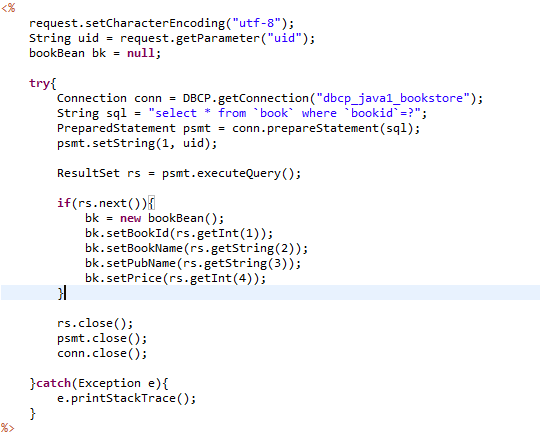 <%
    request.setCharacterEncoding("utf-8");
    String uid = request.getParameter("uid");
    bookBean bk = null;

    try{
        Connection conn = DBCP.getConnection("dbcp_java1_bookstore");
        String sql = "select * from `book` where `bookid`=?";
        PreparedStatement psmt = conn.prepareStatement(sql);
        psmt.setString(1, uid);

        ResultSet rs = psmt.executeQuery();

        if(rs.next()){
            bk = new bookBean();
            bk.setBookId(rs.getInt(1));
            bk.setBookName(rs.getString(2));
            bk.setPubName(rs.getString(3));
            bk.setPrice(rs.getInt(4));
        }

        rs.close();
        psmt.close();
        conn.close();

    }catch(Exception e){
        e.printStackTrace();
    }
%>